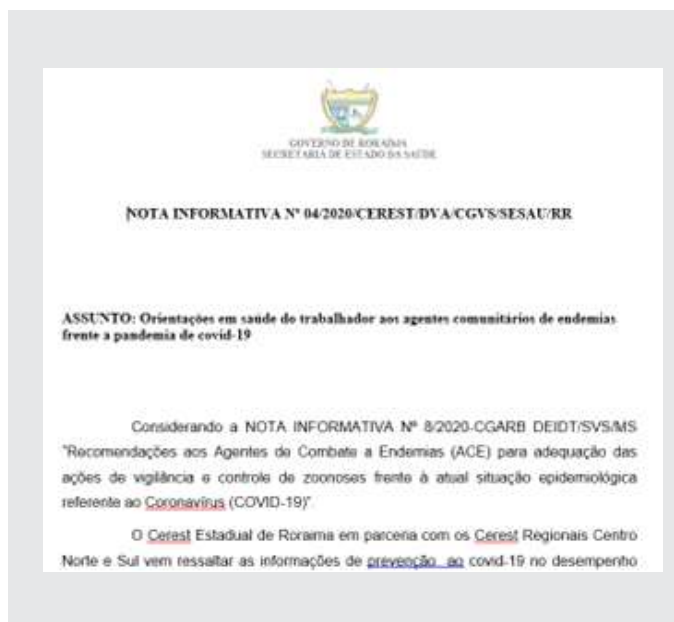 GOVERNO DE RORAIMA
SECRETARIA DE ESTADO DA SAÚDE
NOTA INFORMATIVA Nº 04/2020/CEREST/DVA/CGVS/SESAU/RR
ASSUNTO: Orientações em saúde do trabalhador aos agentes comunitários de endemias
frente a pandemia de covid-19
Considerando a NOTA INFORMATIVA Nº 8/2020-CGARB DEIDT/SVS/MS
"Recomendações aos Agentes de Combate a Endemias (ACE) para adequação das
ações de vigilância e controle de zoonoses frente à atual situação epidemiológica
referente ao Coronavírus (COVID-19)".
O Cerest Estadual de Roraima em parceria com os Cerest Regionais Centro
Norte e Sul vem ressaltar as informações de prevenção ao covid-19 no desempenho